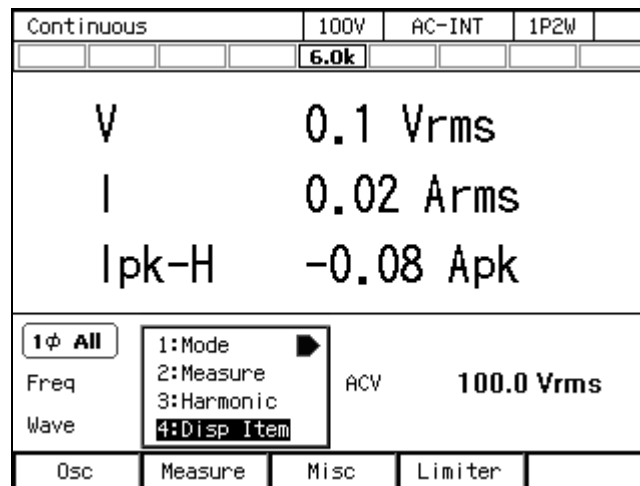 Continuous 100V AC-INT 1P2W
6.0k
V 0.1 Vrms
I 0.02 Arms
Ipk-H -0.08 Apk
1ϕ All
1:Mode
2:Measure
3:Harmonic
4:Disp Item
Freq
Wave
ACV 100.0 Vrms
Osc Measure Misc Limiter